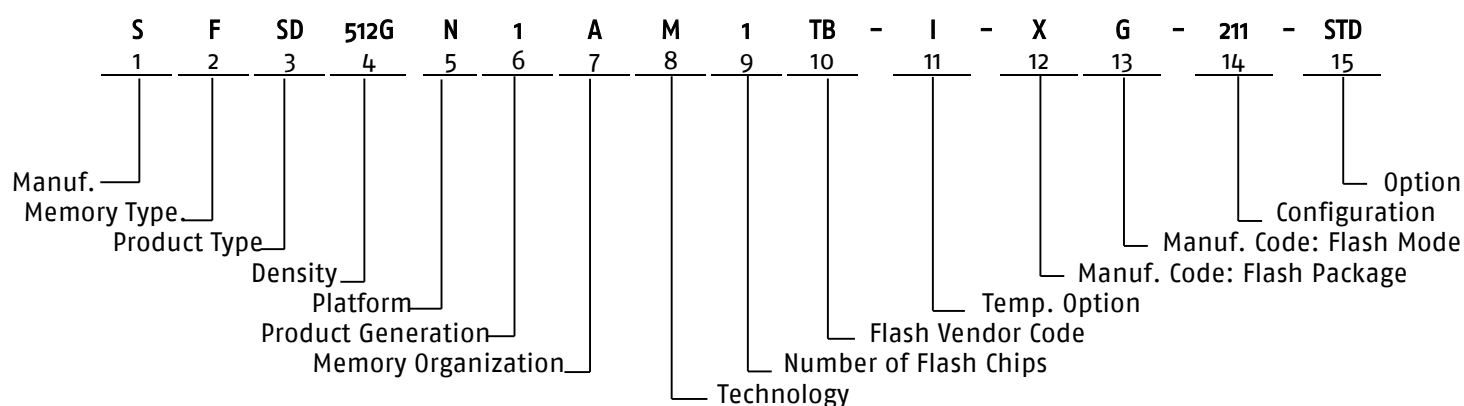 S F SD 512G N 1 A M 1 TB - I - X G - 211 - STD
1 2 3 4 5 6 7 8 9 10 11 12 13 14 15
Manuf. Option
Memory Type. Configuration
Product Type Manuf. Code: Flash Mode
Density Manuf. Code: Flash Package
Platform Temp. Option
Product Generation Flash Vendor Code
Memory Organization Number of Flash Chips
Technology